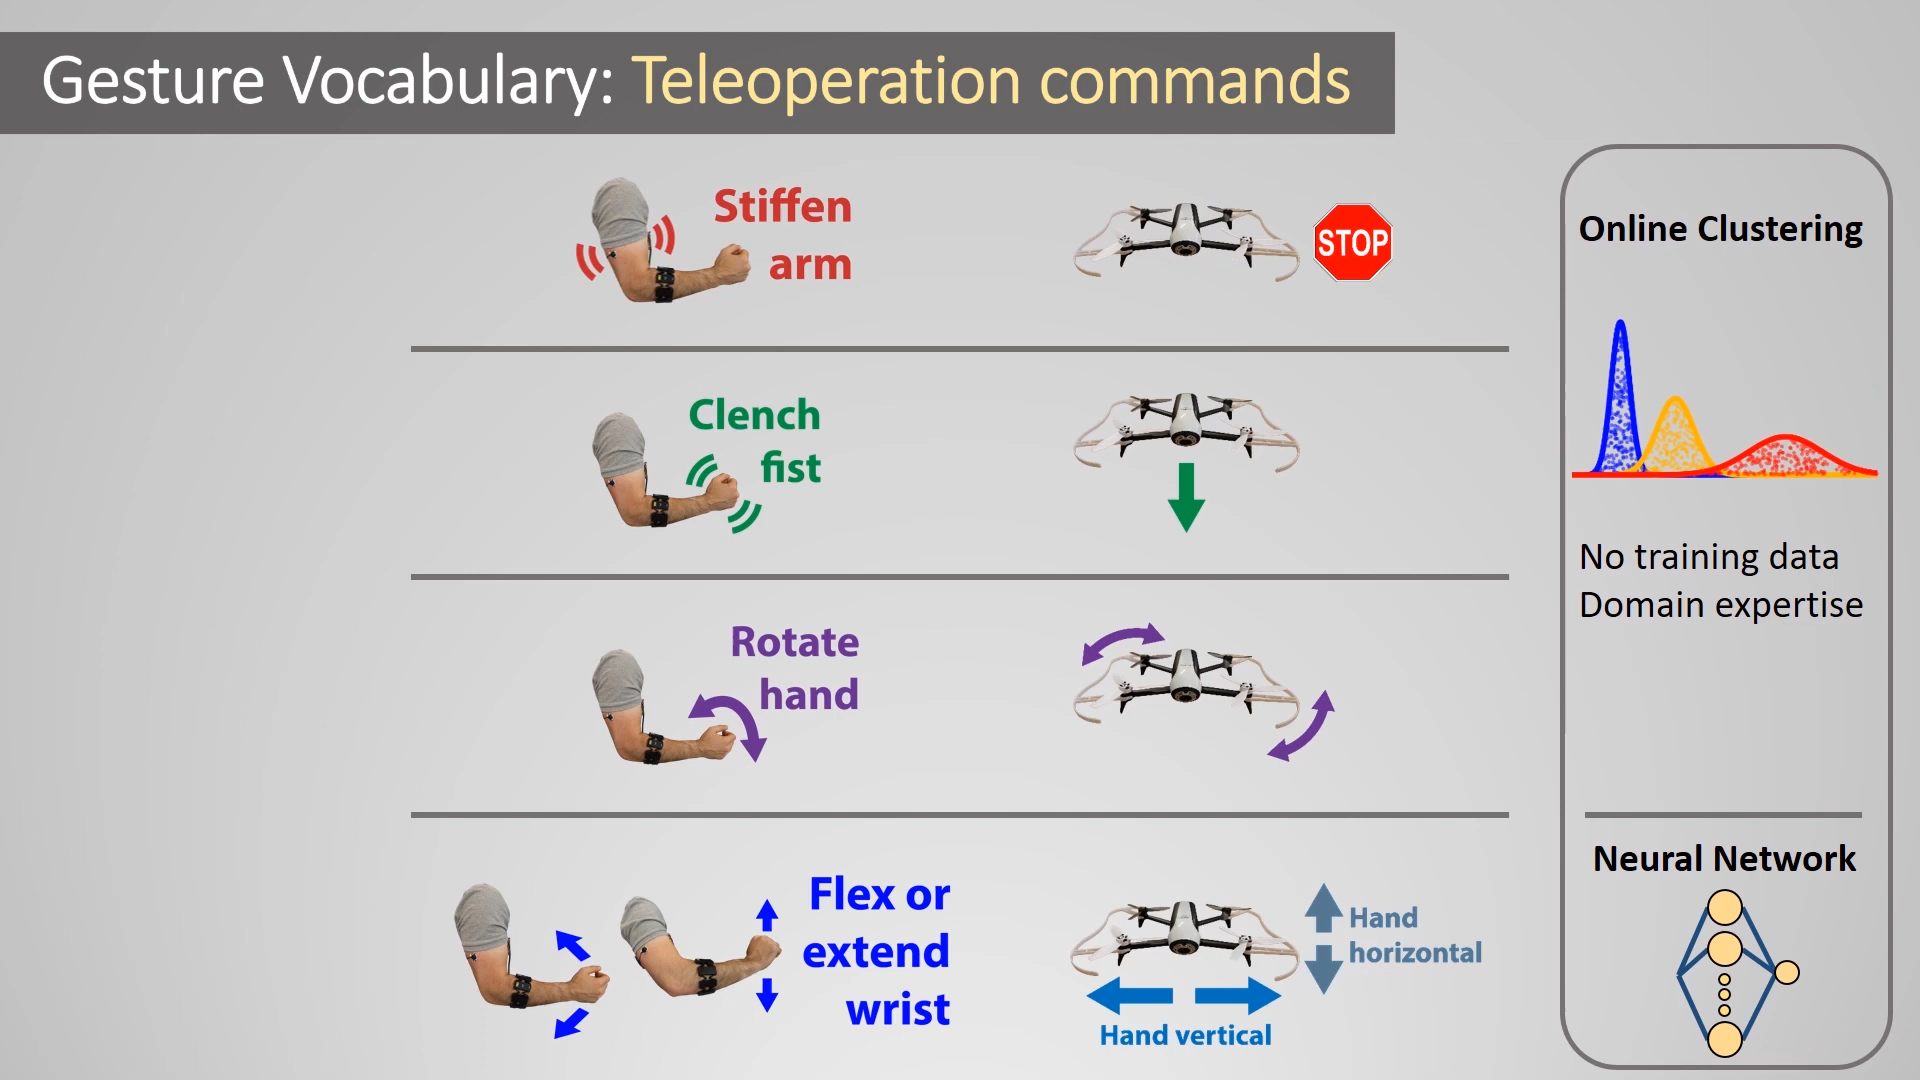 Gesture Vocabulary: Teleoperation commands
Stiffen
arm
STOP
Clench
fist
Rotate
hand
Flex or
extend
wrist
Hand
horizontal
Hand vertical
Online Clustering
No training data
Domain expertise
Neural Network